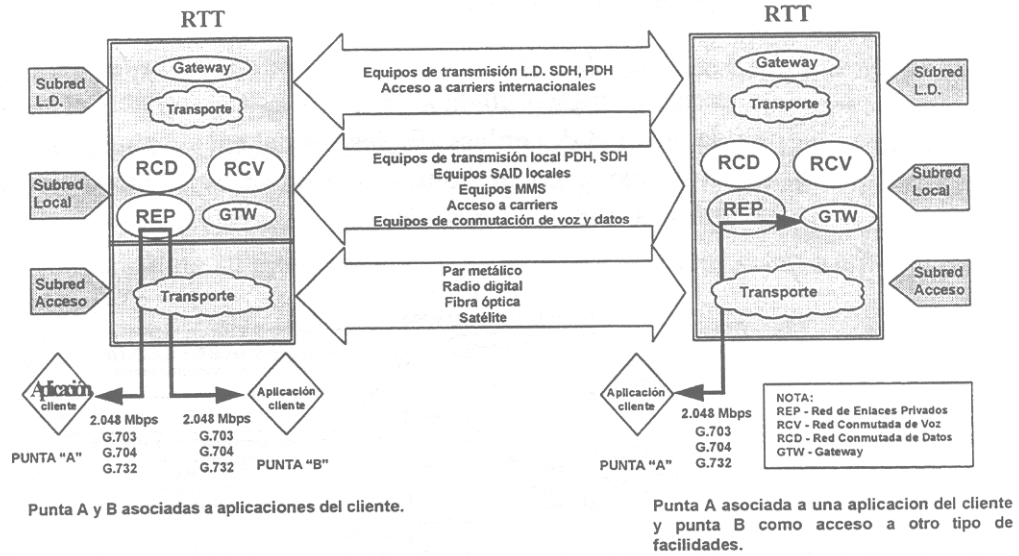 RTT
Subred
L.D.
Subred
Local
Subred
Acceso
Gateway
Transporte
RCD
RCV
REP
GTW
Transporte
Equipos de transmisión L.D. SDH, PDH
Acceso a carriers internacionales
Equipos de transmisión local PDH, SDH
Equipos SAID locales
Equipos MMS
Acceso a carriers
Equipos de conmutación de voz y datos
Par metálico
Radio digital
Fibra óptica
Satélite
RTT
Gateway
Transporte
RCD
RCV
REP
GTW
Transporte
Subred
L.D.
Subred
Local
Subred
Acceso
Aplicación
cliente
PUNTA "A"
2.048 Mbps
G.703
G.704
G.732
2.048 Mbps
G.703
G.704
G.732
Aplicación
cliente
PUNTA "B"
Punta A y B asociadas a aplicaciones del cliente.
Aplicación
cliente
PUNTA "A"
2.048 Mbps
G.703
G.704
G.732
NOTA:
REP - Red de Enlaces Privados
RCV - Red Conmutada de Voz
RCD - Red Conmutada de Datos
GTW - Gateway
Punta A asociada a una aplicacion del cliente
y punta B como acceso a otro tipo de
facilidades.